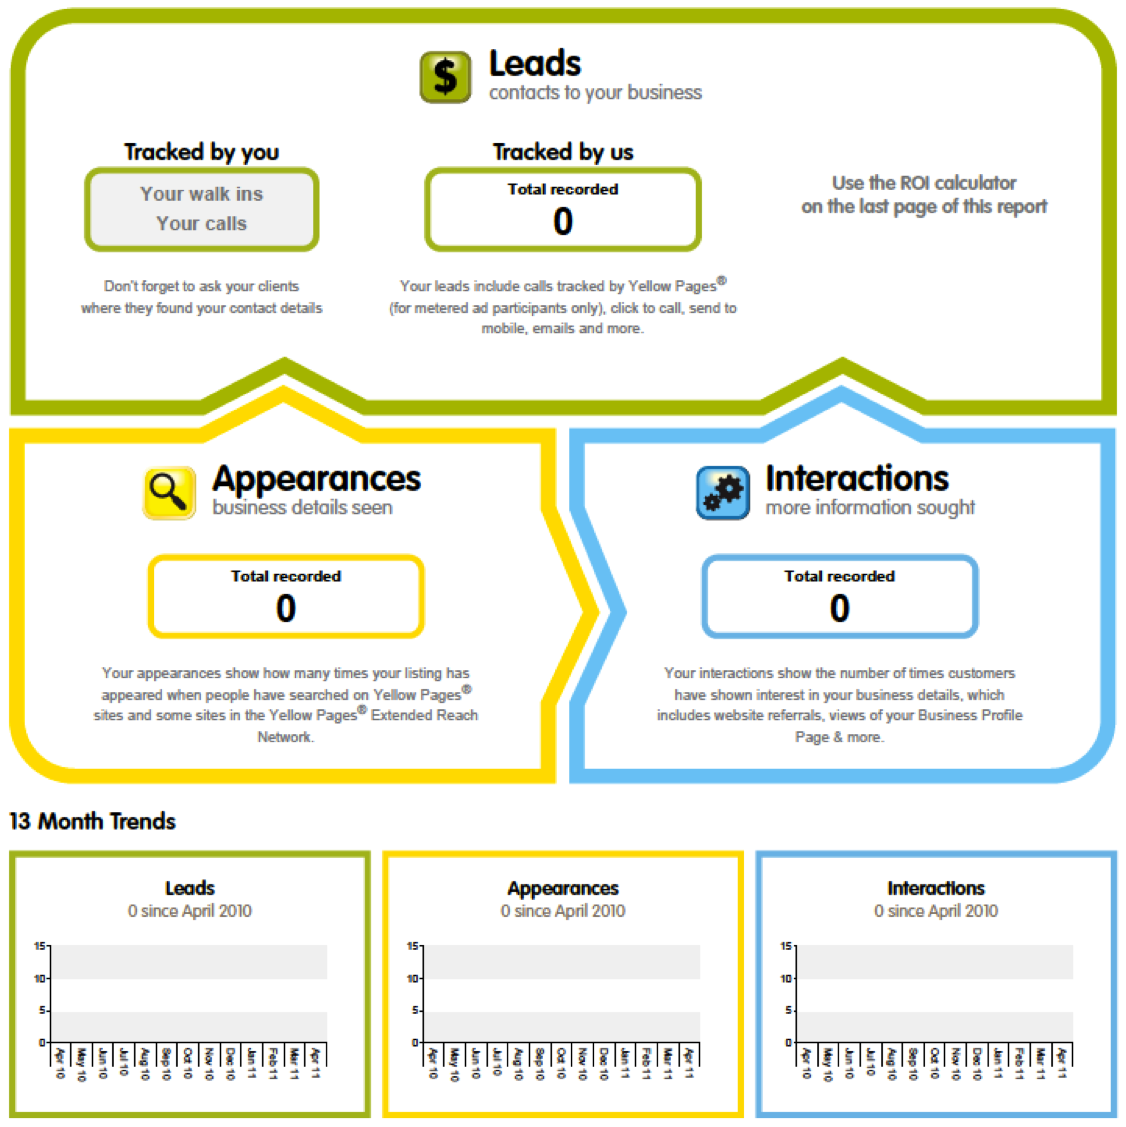 $
Leads
contacts to your business
Tracked by you
Your walk ins
Your calls
Don't forget to ask your clients
where they found your contact details
Tracked by us
Total recorded
0
Your leads include calls tracked by Yellow Pages®
(for metered ad participants only), click to call, send to
mobile, emails and more.
Use the ROI calculator
on the last page of this report
Appearances
business details seen
Total recorded
0
Your appearances show how many times your listing has
appeared when people have searched on Yellow Pages®
sites and some sites in the Yellow Pages® Extended Reach
Network.
Interactions
more information sought
Total recorded
0
Your interactions show the number of times customers
have shown interest in your business details, which
includes website referrals, views of your Business Profile
Page & more.
13 Month Trends
Leads
0 since April 2010
15
10
5
0
Apr 10
May 10
Jun 10
Jul 10
Aug 10
Sep 10
Oct 10
Nov 10
Dec 10
Jan 11
Feb 11
Mar 11
Apr 11
Appearances
0 since April 2010
15
10
5
0
Apr 10
May 10
Jun 10
Jul 10
Aug 10
Sep 10
Oct 10
Nov 10
Dec 10
Jan 11
Feb 11
Mar 11
Apr 11
Interactions
0 since April 2010
15
10
5
0
Apr 10
May 10
Jun 10
Jul 10
Aug 10
Sep 10
Oct 10
Nov 10
Dec 10
Jan 11
Feb 11
Mar 11
Apr 11